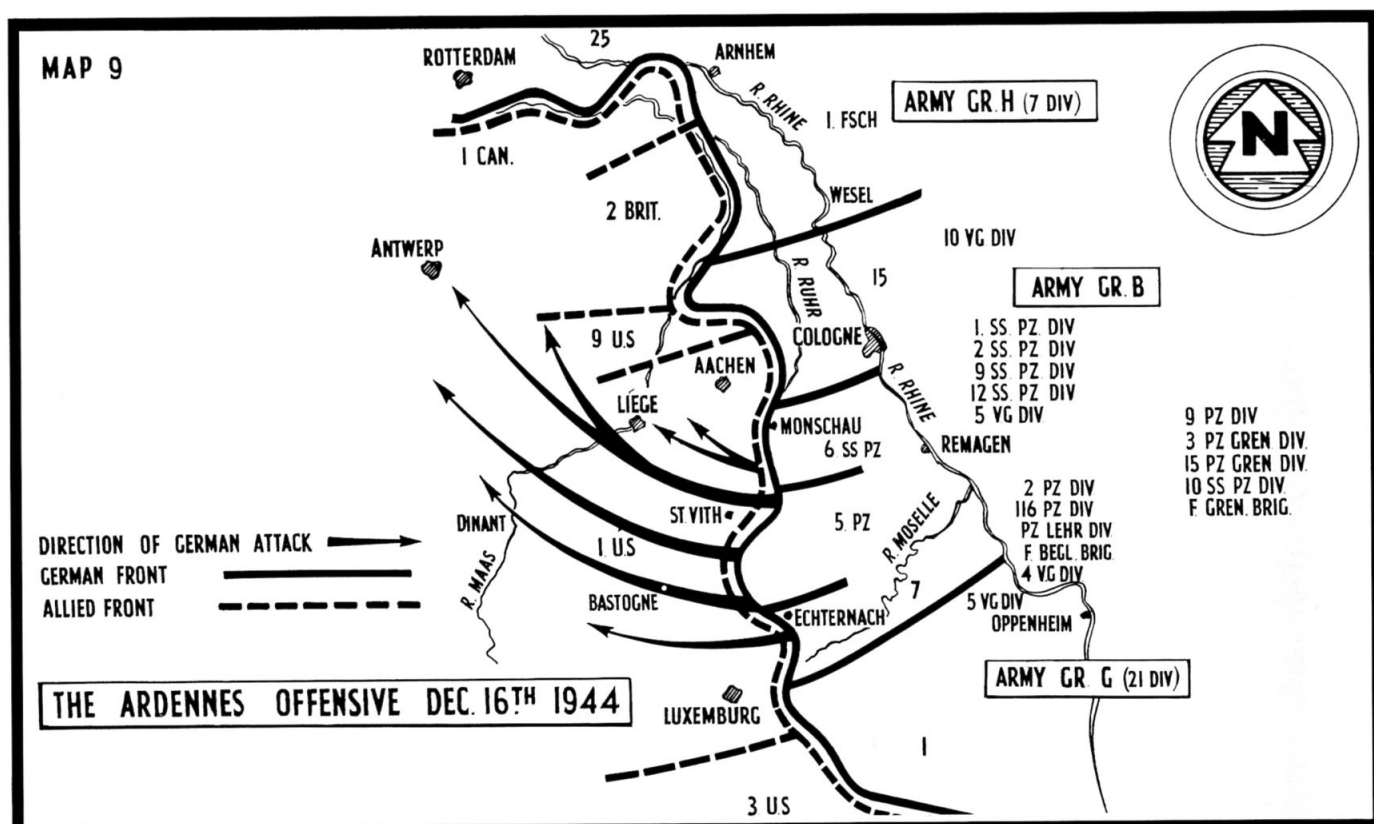 MAP 9
ROTTERDAM
25
ARNHEM
R. RHINE
ARMY GR. H (7 DIV)
N
1. FSCH
1 CAN.
WESEL
2 BRIT.
10 VG DIV
ANTWERP
R. RUHR
15
ARMY GR. B
9 U.S
COLOGNE
1. SS. PZ. DIV
2 SS. PZ. DIV
9 SS. PZ. DIV
12 SS. PZ. DIV
5 VG DIV.
AACHEN
R. RHINE
LIÉGE
MONSCHAU
6. SS PZ
REMAGEN
9 PZ DIV
3 PZ GREN DIV.
15 PZ GREN DIV.
10 SS PZ DIV.
F. GREN. BRIG.
2 PZ DIV
116 PZ DIV
PZ LEHR DIV.
F. BEGL. BRIG.
4 V.G DIV
ST. VITH
5. PZ
R. MOSELLE
DINANT
1. U.S
R. MAAS
DIRECTION OF GERMAN ATTACK
GERMAN FRONT
ALLIED FRONT
BASTOGNE
ECHTERNACH
7
5 VG DIV
OPPENHEIM
THE ARDENNES OFFENSIVE DEC. 16TH 1944
LUXEMBURG
ARMY GR. G (21 DIV)
1
3 U.S